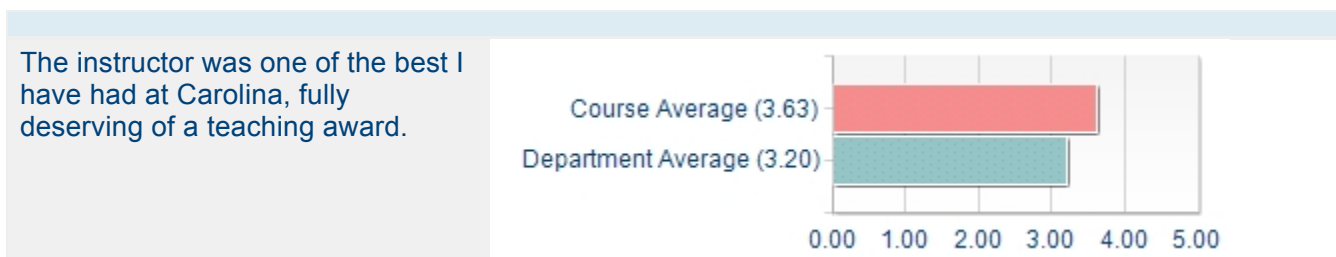 The instructor was one of the best I
have had at Carolina, fully
deserving of a teaching award.
Course Average (3.63)
Department Average (3.20)
0.00 1.00 2.00 3.00 4.00 5.00